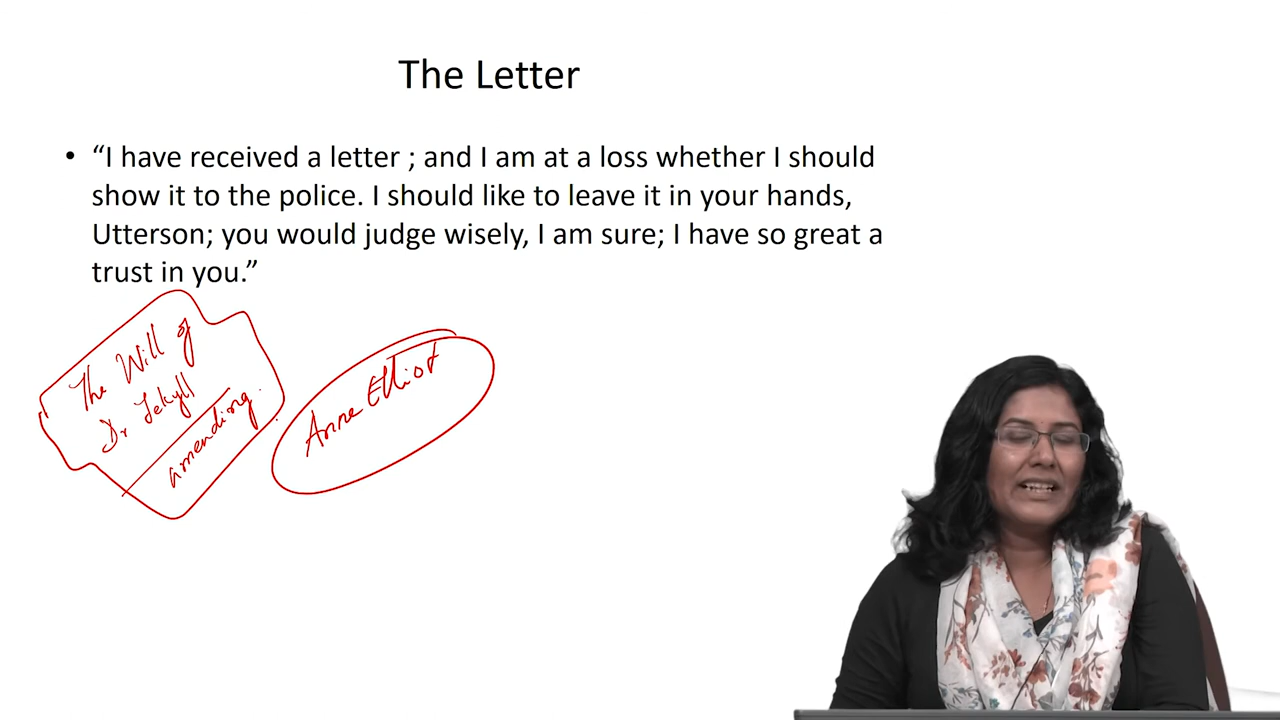 The Letter
• “I have received a letter ; and I am at a loss whether I should
show it to the police. I should like to leave it in your hands,
Utterson; you would judge wisely, I am sure; I have so great a
trust in you.”
The Will of
Dr Jekyll
amending.
Anne Elliot